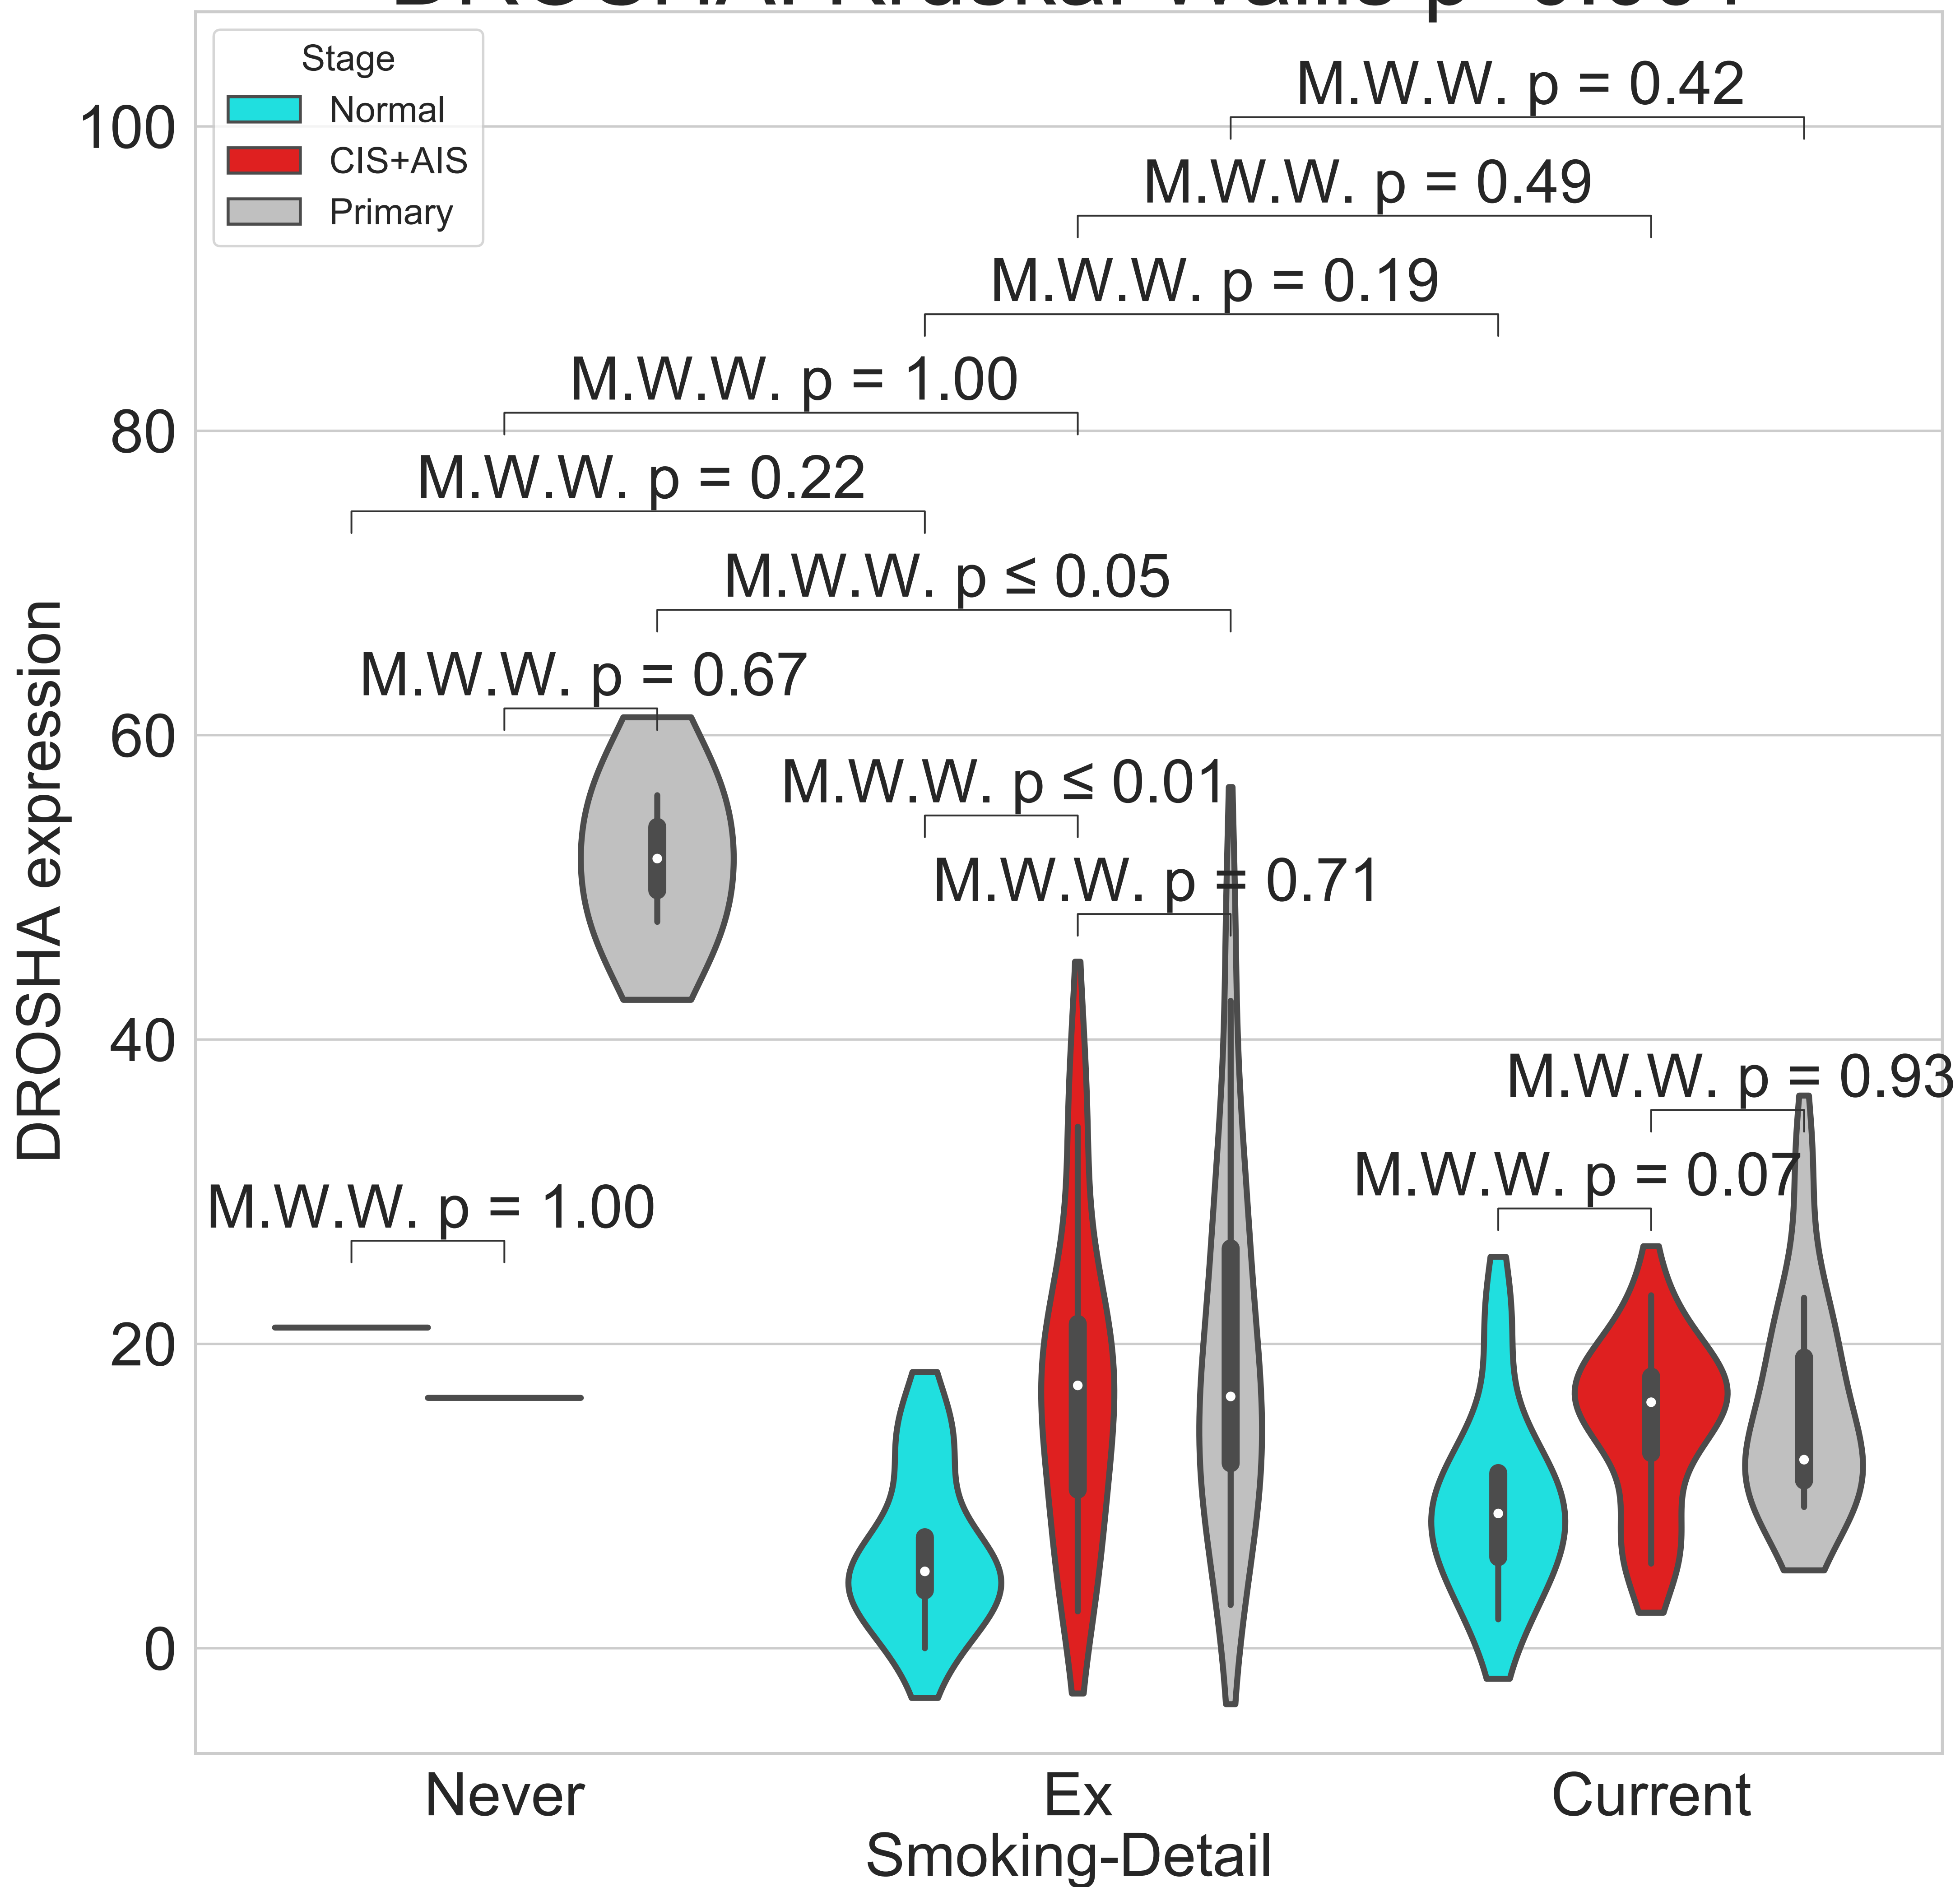 Stage
Normal
CIS+AIS
Primary
M.W.W. p = 0.42
M.W.W. p = 0.49
M.W.W. p = 0.19
M.W.W. p = 1.00
M.W.W. p = 0.22
M.W.W. p ≤ 0.05
M.W.W. p = 0.67
M.W.W. p ≤ 0.01
M.W.W. p = 0.71
M.W.W. p = 0.93
M.W.W. p = 0.07
M.W.W. p = 1.00
100
80
60
40
20
0
DROSHA expression
Never
Ex
Current
Smoking-Detail